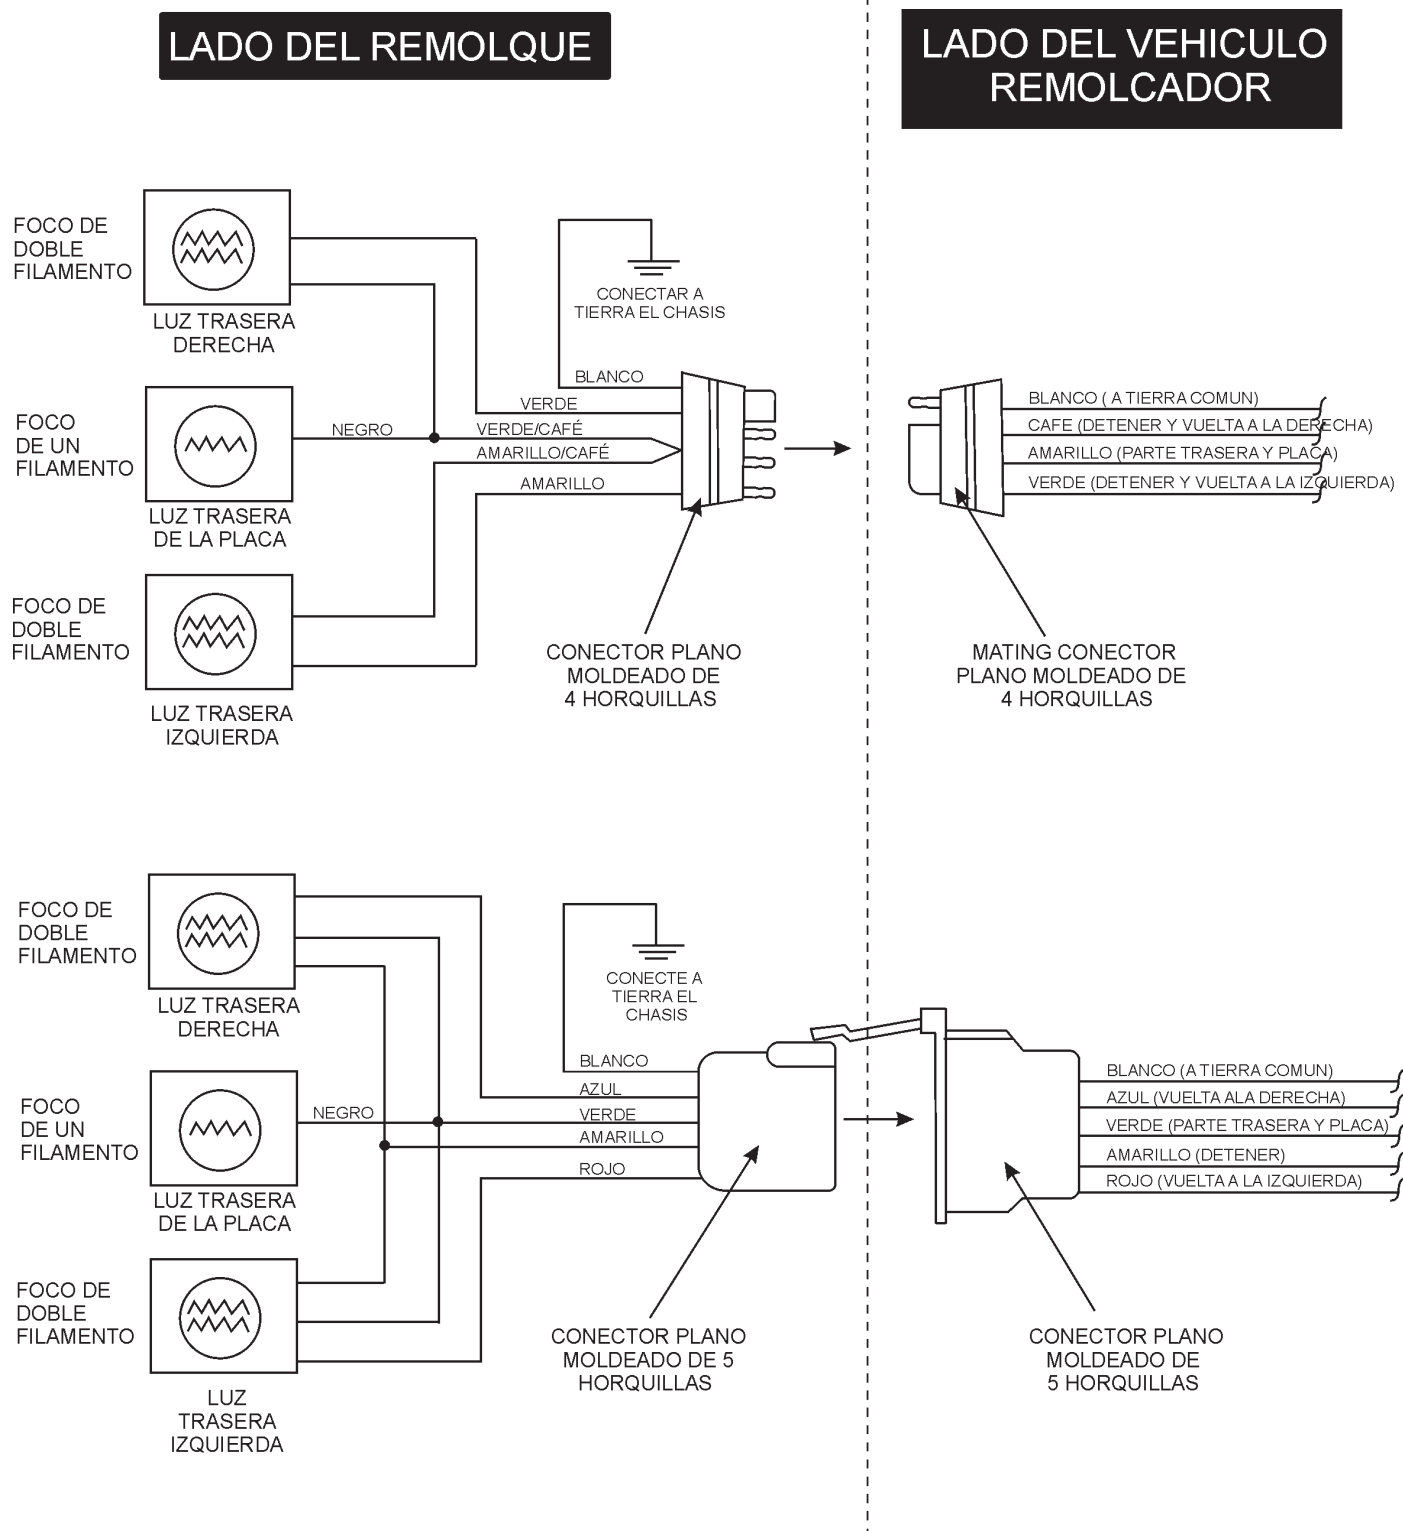 LADO DEL REMOLQUE
LADO DEL VEHICULO
REMOLCADOR
FOCO DE
DOBLE
FILAMENTO
LUZ TRASERA
DERECHA
CONECTAR A
TIERRA EL CHASIS
BLANCO
VERDE
VERDE/CAFÉ
AMARILLO/CAFÉ
AMARILLO
FOCO
DE UN
FILAMENTO
NEGRO
LUZ TRASERA
DE LA PLACA
FOCO DE
DOBLE
FILAMENTO
LUZ TRASERA
IZQUIERDA
CONECTOR PLANO
MOLDEADO DE
4 HORQUILLAS
BLANCO ( A TIERRA COMUN)
CAFE (DETENER Y VUELTA A LA DERECHA)
AMARILLO (PARTE TRASERA Y PLACA)
VERDE (DETENER Y VUELTA A LA IZQUIERDA)
MATING CONECTOR
PLANO MOLDEADO DE
4 HORQUILLAS
FOCO DE
DOBLE
FILAMENTO
LUZ TRASERA
DERECHA
CONECTE A
TIERRA EL
CHASIS
BLANCO
AZUL
VERDE
AMARILLO
ROJO
FOCO
DE UN
FILAMENTO
NEGRO
LUZ TRASERA
DE LA PLACA
FOCO DE
DOBLE
FILAMENTO
LUZ
TRASERA
IZQUIERDA
CONECTOR PLANO
MOLDEADO DE 5
HORQUILLAS
BLANCO (A TIERRA COMUN)
AZUL (VUELTA ALA DERECHA)
VERDE (PARTE TRASERA Y PLACA)
AMARILLO (DETENER)
ROJO (VUELTA A LA IZQUIERDA)
CONECTOR PLANO
MOLDEADO DE
5 HORQUILLAS